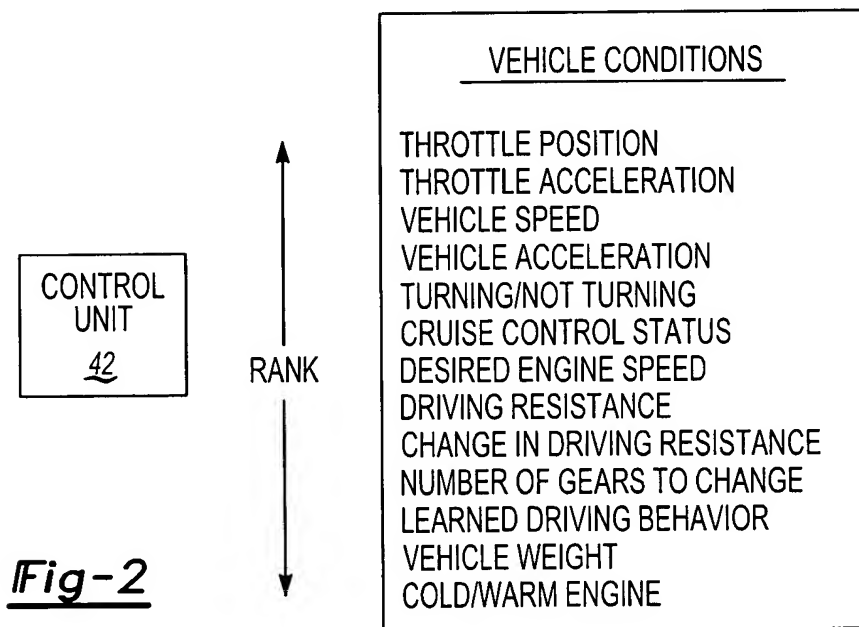 VEHICLE CONDITIONS
THROTTLE POSITION
THROTTLE ACCELERATION
VEHICLE SPEED
VEHICLE ACCELERATION
TURNING/NOT TURNING
CRUISE CONTROL STATUS
DESIRED ENGINE SPEED
DRIVING RESISTANCE
CHANGE IN DRIVING RESISTANCE
NUMBER OF GEARS TO CHANGE
LEARNED DRIVING BEHAVIOR
VEHICLE WEIGHT
COLD/WARM ENGINE
CONTROL
UNIT
42
RANK
Fig-2